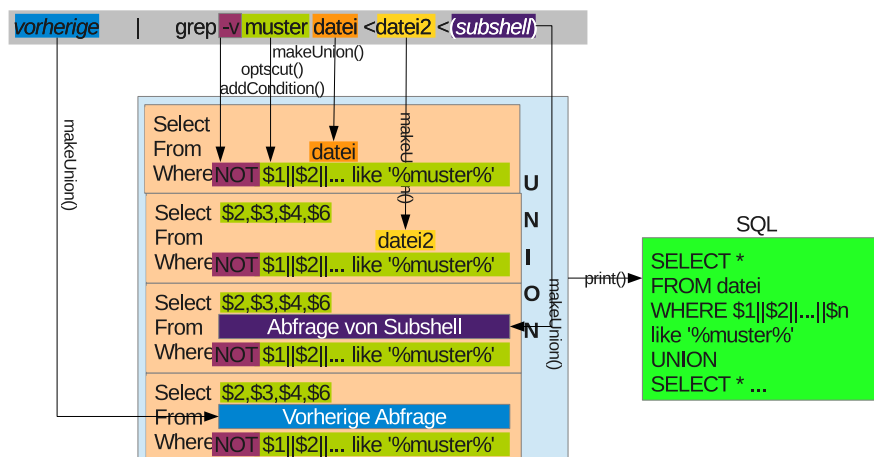 vorherige | grep -v muster datei <datei2 <(subshell)
makeUnion()
optscut()
addCondition()
makeUnion()
makeUnion()
Select
From datei
Where NOT $1||$2||... like '%muster%'
Select $2,$3,$4,$6
From datei2
Where NOT $1||$2||... like '%muster%'
Select $2,$3,$4,$6
From Abfrage von Subshell
Where NOT $1||$2||... like '%muster%'
Select $2,$3,$4,$6
From Vorherige Abfrage
Where NOT $1||$2||... like '%muster%'
UNION
makeUnion()
print()
SQL
SELECT *
FROM datei
WHERE $1||$2||...||$n
like '%muster%'
UNION
SELECT * ...